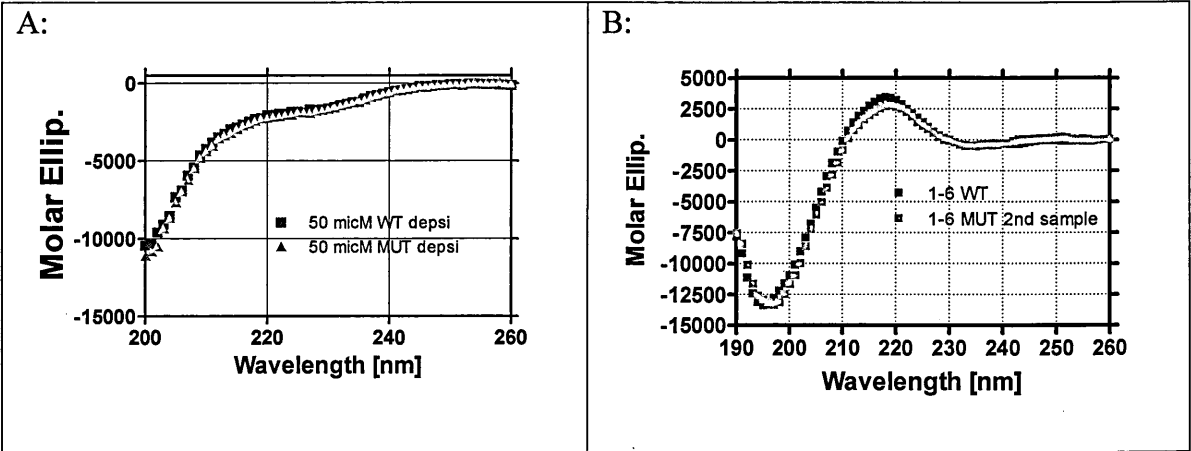 A:
0
-5000
-10000
-15000
Molar Ellip.
50 micM WT depsi
50 micM MUT depsi
200 220 240 260
Wavelength [nm]
B:
5000
2500
0
-2500
-5000
-7500
-10000
-12500
-15000
Molar Ellip.
1-6 WT
1-6 MUT 2nd sample
190 200 210 220 230 240 250 260
Wavelength [nm]